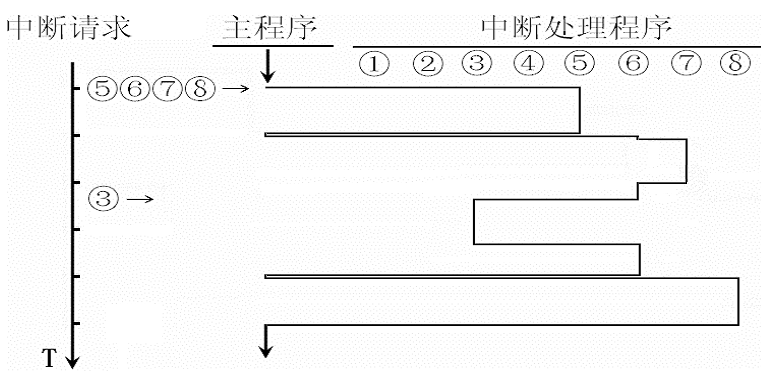 中断请求 主程序 中断处理程序
① ② ③ ④ ⑤ ⑥ ⑦ ⑧
⑤⑥⑦⑧→
③→
T